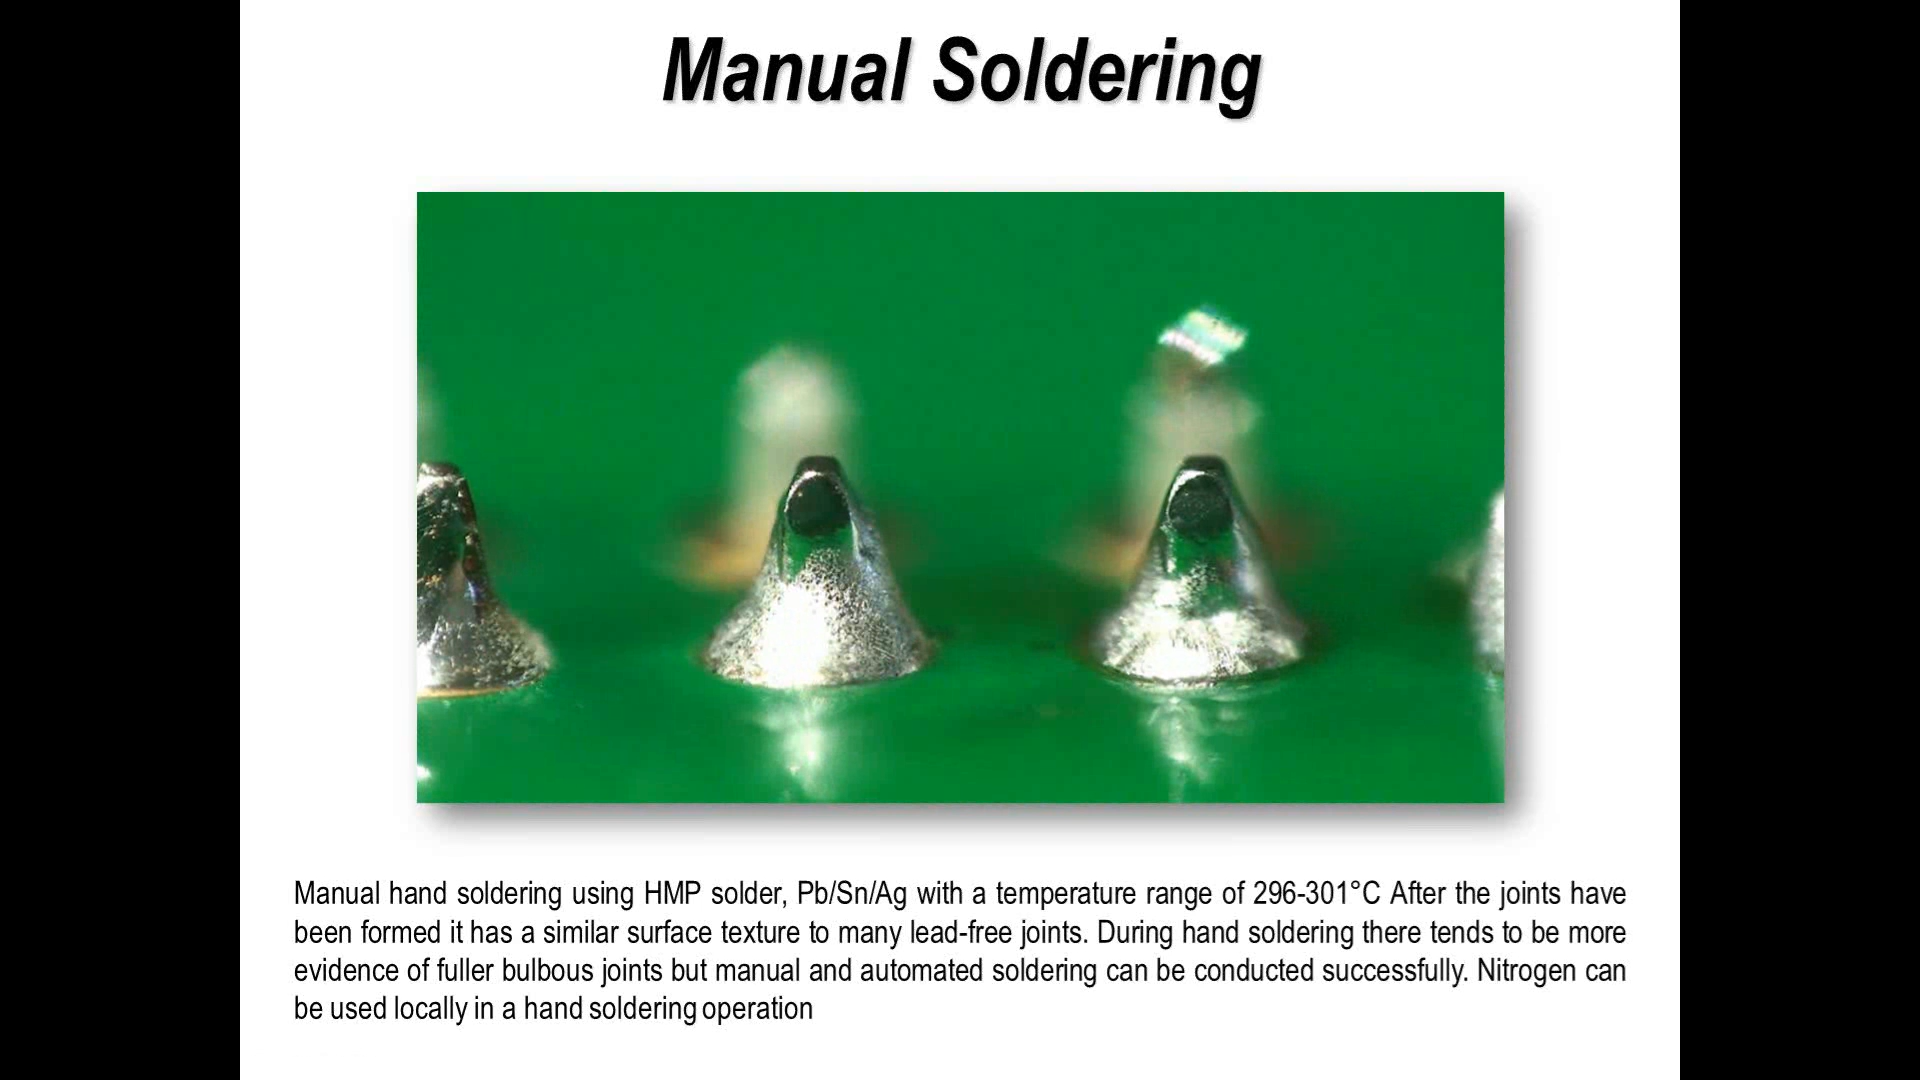 Manual Soldering
Manual hand soldering using HMP solder, Pb/Sn/Ag with a temperature range of 296-301°C After the joints have
been formed it has a similar surface texture to many lead-free joints. During hand soldering there tends to be more
evidence of fuller bulbous joints but manual and automated soldering can be conducted successfully. Nitrogen can
be used locally in a hand soldering operation